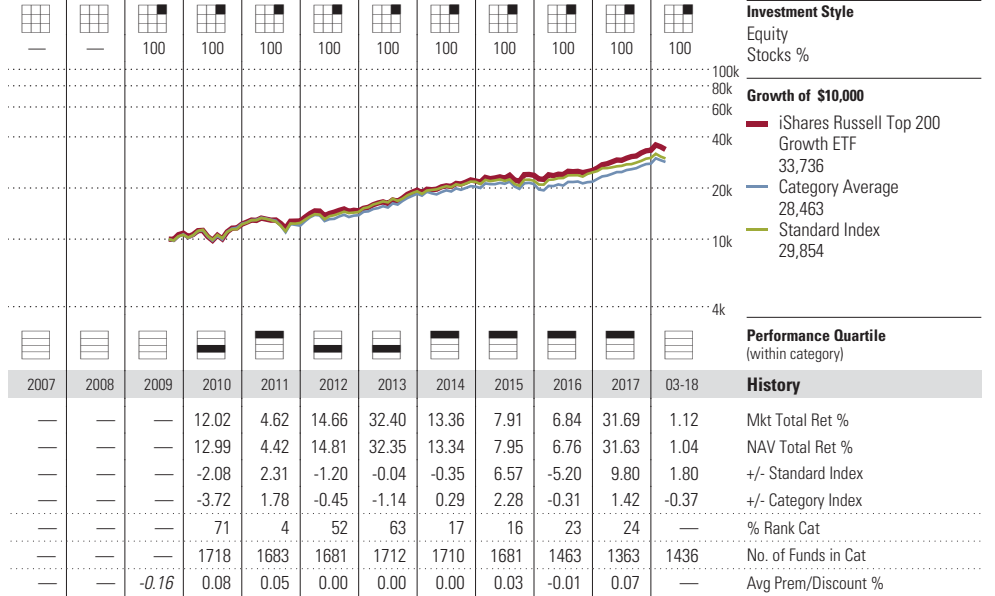 Investment Style
Equity
— — 100 100 100 100 100 100 100 100 100 100 Stocks %
100k
80k
60k
40k
20k
10k
4k
Growth of $10,000
iShares Russell Top 200
Growth ETF
33,736
Category Average
28,463
Standard Index
29,854
Performance Quartile
(within category)
2007 2008 2009 2010 2011 2012 2013 2014 2015 2016 2017 03-18 History
— — — 12.02 4.62 14.66 32.40 13.36 7.91 6.84 31.69 1.12 Mkt Total Ret %
— — — 12.99 4.42 14.81 32.35 13.34 7.95 6.76 31.63 1.04 NAV Total Ret %
— — — -2.08 2.31 -1.20 -0.04 -0.35 6.57 -5.20 9.80 1.80 +/- Standard Index
— — — -3.72 1.78 -0.45 -1.14 0.29 2.28 -0.31 1.42 -0.37 +/- Category Index
— — — 71 4 52 63 17 16 23 24 — % Rank Cat
— — — 1718 1683 1681 1712 1710 1681 1463 1363 1436 No. of Funds in Cat
— — -0.16 0.08 0.05 0.00 0.00 0.00 0.03 -0.01 0.07 — Avg Prem/Discount %